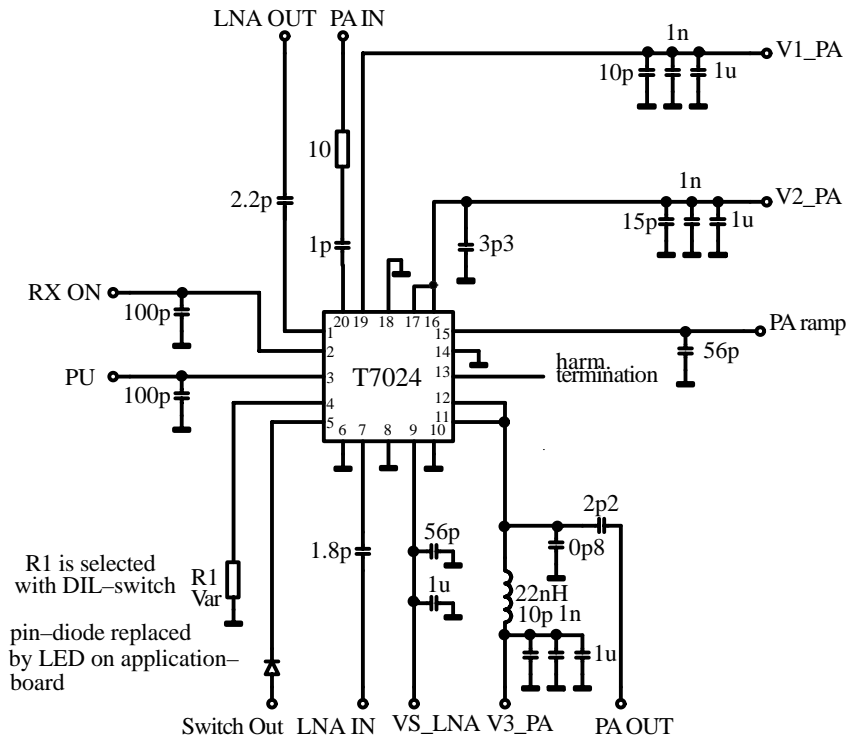 LNA OUT PA IN
1n
V1_PA
10p
1u
10
1n
2.2p
V2_PA
15p
1u
1p
3p3
RX ON
100p
20 19 18 17 16
1
15
PA ramp
2
14
56p
PU
3
T7024
13
harm. termination
100p
4
12
5
11
6 7 8 9 10
2p2
56p
1.8p
0p8
R1 is selected
with DIL–switch
R1
Var
1u
22nH
10p 1n
pin–diode replaced
by LED on application–
board
1u
Switch Out LNA IN VS_LNA V3_PA PA OUT